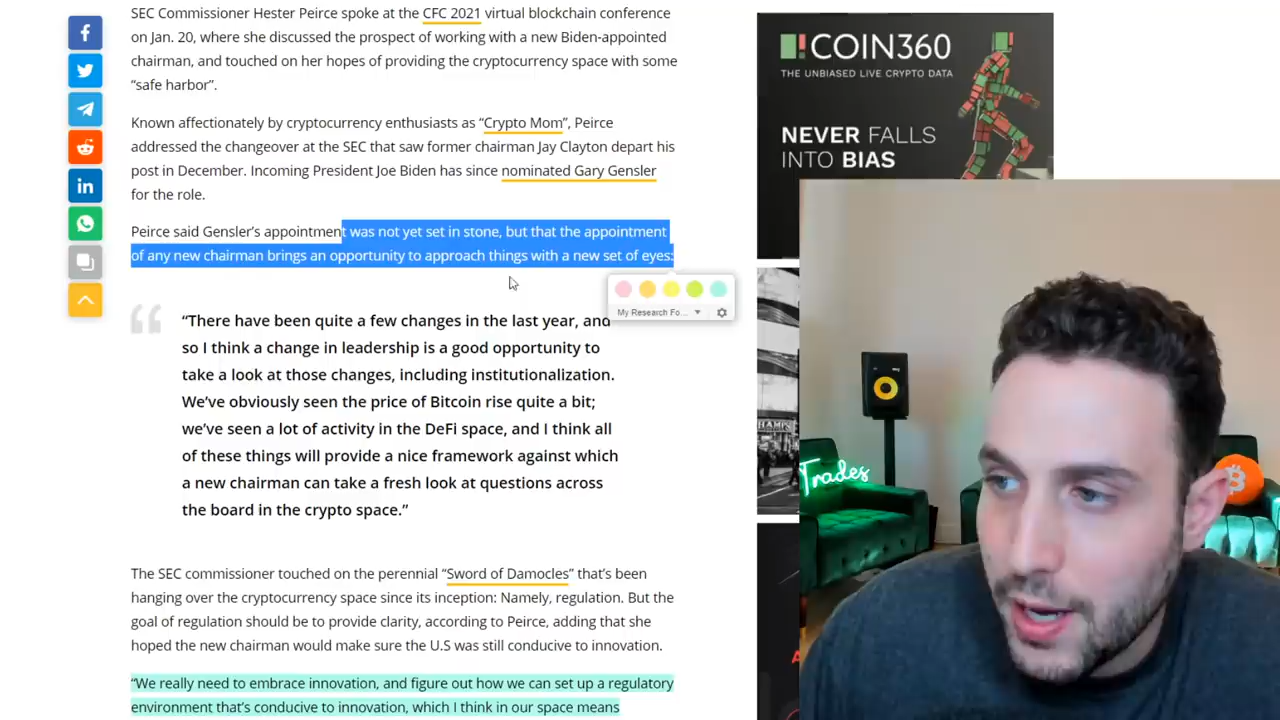 SEC Commissioner Hester Peirce spoke at the CFC 2021 virtual blockchain conference
on Jan. 20, where she discussed the prospect of working with a new Biden-appointed
chairman, and touched on her hopes of providing the cryptocurrency space with some
“safe harbor”.
Known affectionately by cryptocurrency enthusiasts as “Crypto Mom”, Peirce
addressed the changeover at the SEC that saw former chairman Jay Clayton depart his
post in December. Incoming President Joe Biden has since nominated Gary Gensler
for the role.
Peirce said Gensler’s appointment was not yet set in stone, but that the appointment
of any new chairman brings an opportunity to approach things with a new set of eyes:
My Research Fo...
“There have been quite a few changes in the last year, and
so I think a change in leadership is a good opportunity to
take a look at those changes, including institutionalization.
We’ve obviously seen the price of Bitcoin rise quite a bit;
we’ve seen a lot of activity in the DeFi space, and I think all
of these things will provide a nice framework against which
a new chairman can take a fresh look at questions across
the board in the crypto space.”
The SEC commissioner touched on the perennial “Sword of Damocles” that’s been
hanging over the cryptocurrency space since its inception: Namely, regulation. But the
goal of regulation should be to provide clarity, according to Peirce, adding that she
hoped the new chairman would make sure the U.S was still conducive to innovation.
“We really need to embrace innovation, and figure out how we can set up a regulatory
environment that’s conducive to innovation, which I think in our space means
COIN360
THE UNBIASED LIVE CRYPTO DATA
NEVER FALLS
INTO BIAS
Trades